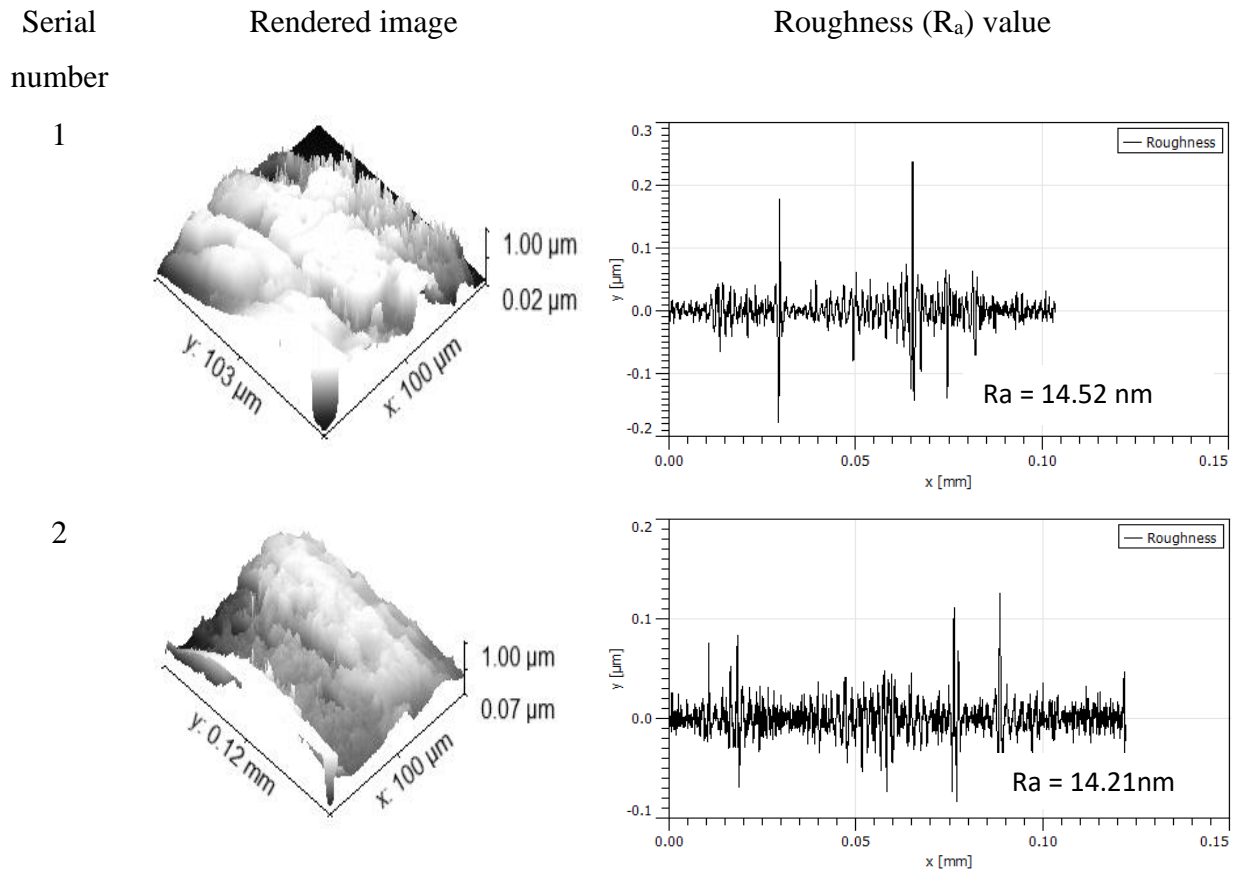 Serial number
Rendered image
Roughness (Rₐ) value
1
1.00 µm
0.02 µm
y: 103 µm
x: 100 µm
0.3
0.2
0.1
0.0
-0.1
-0.2
y [µm]
Roughness
Ra = 14.52 nm
0.00
0.05
0.10
0.15
x [mm]
2
1.00 µm
0.07 µm
y: 0.12 mm
x: 100 µm
0.2
0.1
0.0
-0.1
y [µm]
Roughness
Ra = 14.21nm
0.00
0.05
0.10
0.15
x [mm]